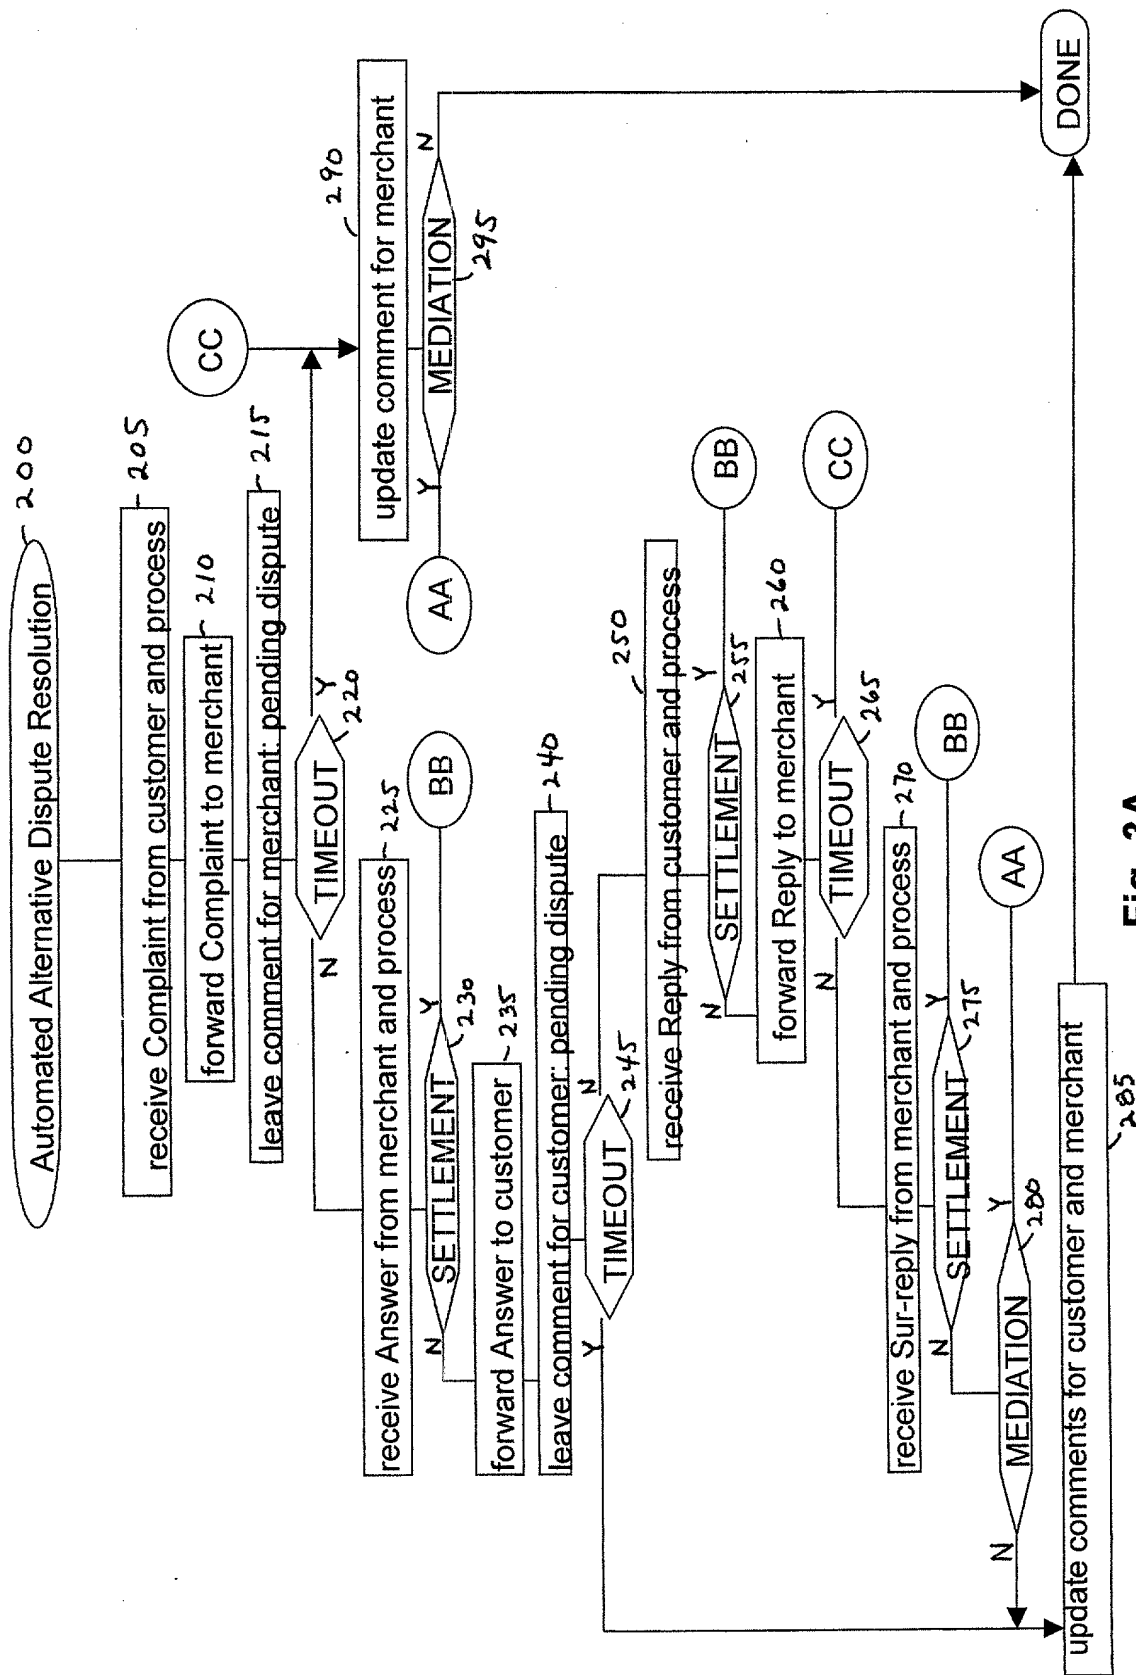 Automated Alternative Dispute Resolution
200
receive Complaint from customer and process
205
forward Complaint to merchant
210
leave comment for merchant: pending dispute
215
CC
TIMEOUT
220
N
Y
update comment for merchant
290
MEDIATION
295
Y
N
AA
receive Answer from merchant and process
225
SETTLEMENT
230
N
Y
BB
forward Answer to customer
235
leave comment for customer: pending dispute
240
TIMEOUT
245
Y
N
receive Reply from customer and process
250
SETTLEMENT
255
N
Y
BB
forward Reply to merchant
260
TIMEOUT
265
N
Y
CC
receive Sur-reply from merchant and process
270
SETTLEMENT
275
N
Y
BB
MEDIATION
280
N
Y
AA
update comments for customer and merchant
285
DONE